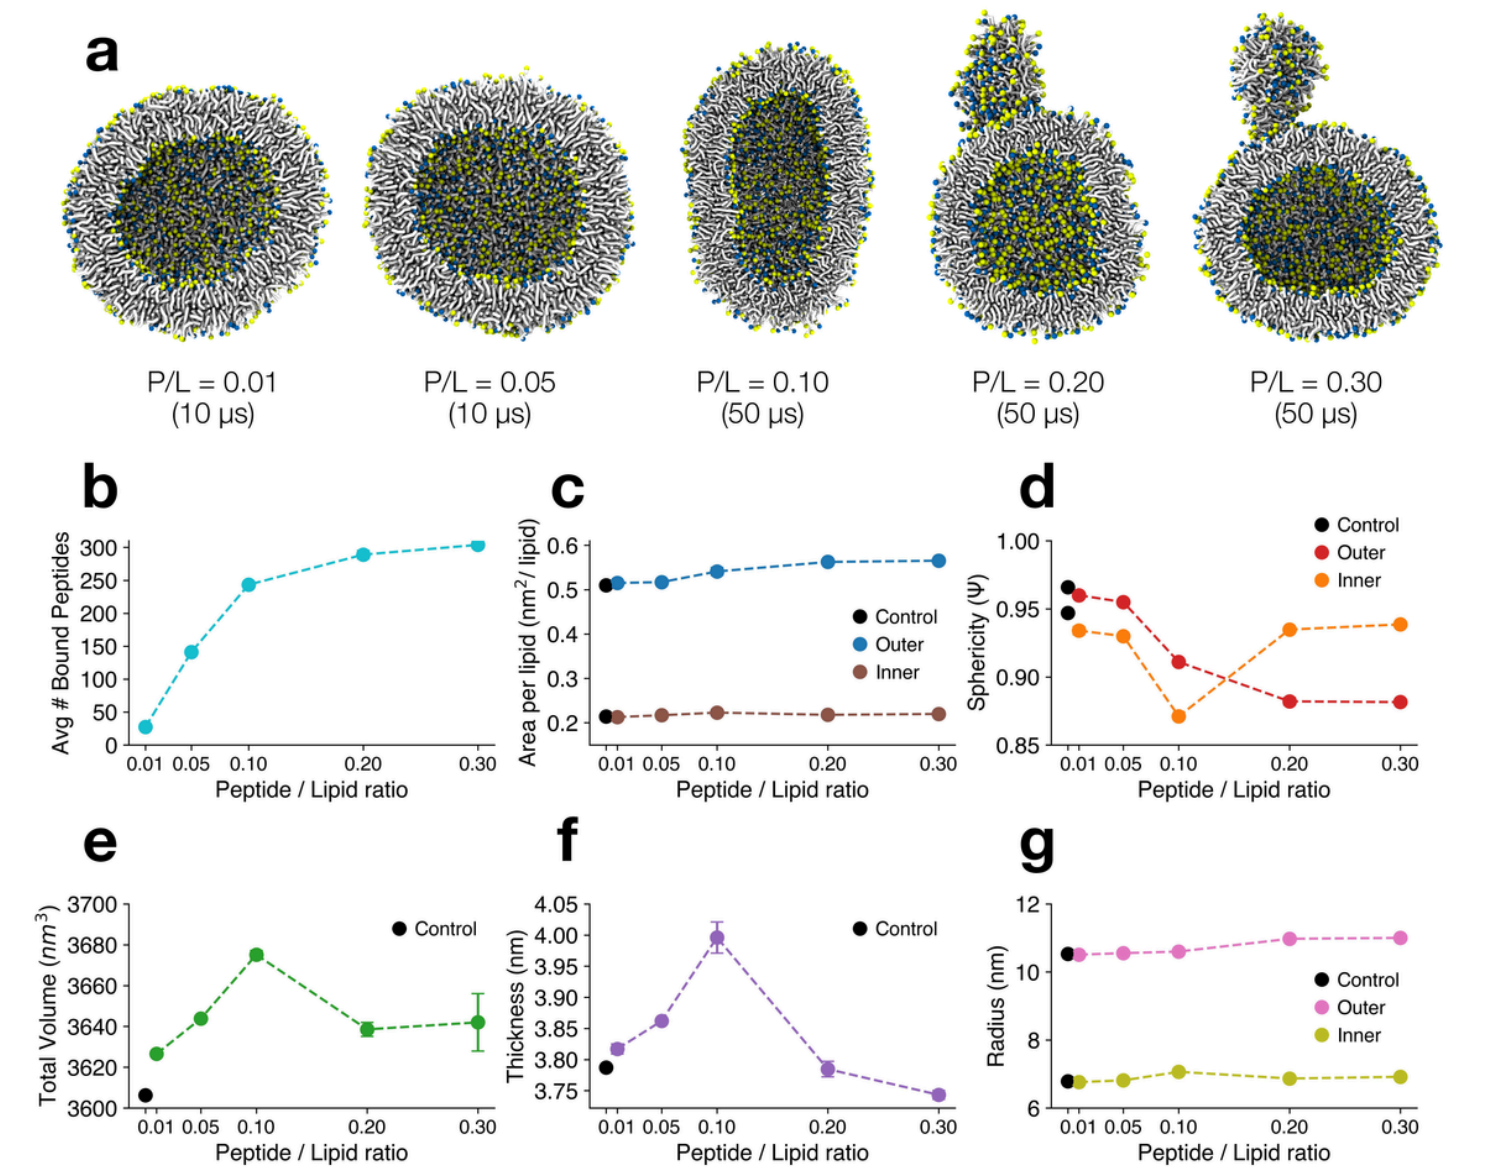 a
P/L = 0.01
(10 µs)
P/L = 0.05
(10 µs)
P/L = 0.10
(50 µs)
P/L = 0.20
(50 µs)
P/L = 0.30
(50 µs)
b
Avg # Bound Peptides
300
250
200
150
100
50
0
0.01 0.05 0.10 0.20 0.30
Peptide / Lipid ratio
c
Area per lipid (nm²/ lipid)
0.6
0.5
0.4
0.3
0.2
Control
Outer
Inner
0.01 0.05 0.10 0.20 0.30
Peptide / Lipid ratio
d
Sphericity (Ψ)
1.00
0.95
0.90
0.85
Control
Outer
Inner
0.01 0.05 0.10 0.20 0.30
Peptide / Lipid ratio
e
Total Volume (nm³)
3700
3680
3660
3640
3620
3600
Control
0.01 0.05 0.10 0.20 0.30
Peptide / Lipid ratio
f
Thickness (nm)
4.05
4.00
3.95
3.90
3.85
3.80
3.75
Control
0.01 0.05 0.10 0.20 0.30
Peptide / Lipid ratio
g
Radius (nm)
12
10
8
6
Control
Outer
Inner
0.01 0.05 0.10 0.20 0.30
Peptide / Lipid ratio